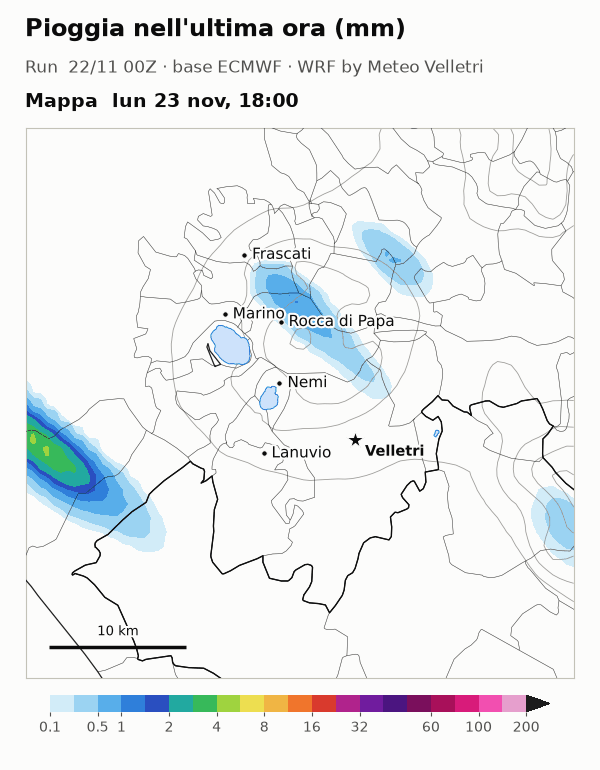 Pioggia nell'ultima ora (mm)
Run  22/11 00Z · base ECMWF · WRF by Meteo Velletri
Mappa  lun 23 nov, 18:00
Frascati
Marino
Rocca di Papa
Nemi
Velletri
Lanuvio
10 km
0.1 0.5 1 2 4 8 16 32 60 100 200